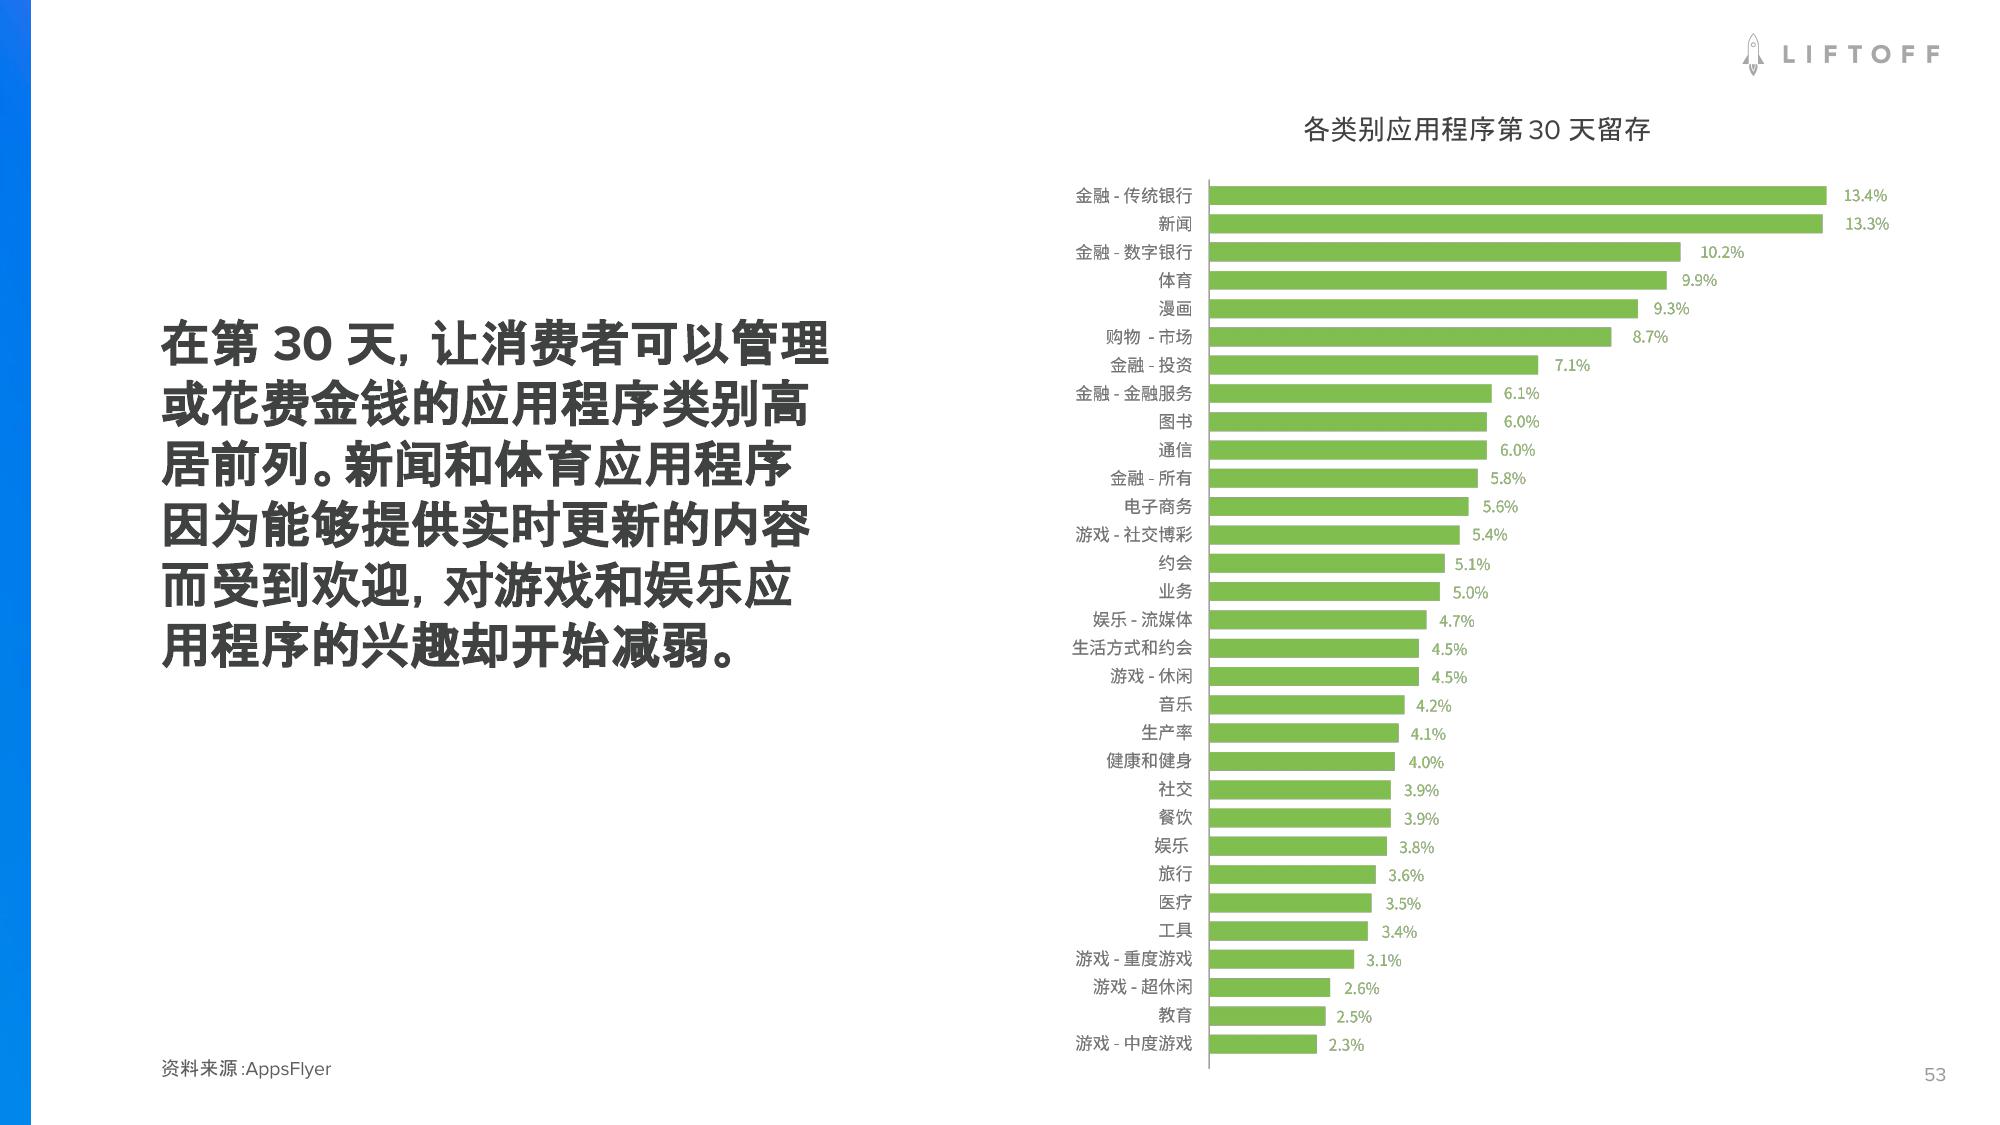 LIFTOFF
在第 30 天，让消费者可以管理
或花费金钱的应用程序类别高
居前列。新闻和体育应用程序
因为能够提供实时更新的内容
而受到欢迎，对游戏和娱乐应
用程序的兴趣却开始减弱。
各类别应用程序第 30 天留存
金融 - 传统银行 13.4%
新闻 13.3%
金融 - 数字银行 10.2%
体育 9.9%
漫画 9.3%
购物 - 市场 8.7%
金融 - 投资 7.1%
金融 - 金融服务 6.1%
图书 6.0%
通信 6.0%
金融 - 所有 5.8%
电子商务 5.6%
游戏 - 社交博彩 5.4%
约会 5.1%
业务 5.0%
娱乐 - 流媒体 4.7%
生活方式和约会 4.5%
游戏 - 休闲 4.5%
音乐 4.2%
生产率 4.1%
健康和健身 4.0%
社交 3.9%
餐饮 3.9%
娱乐 3.8%
旅行 3.6%
医疗 3.5%
工具 3.4%
游戏 - 重度游戏 3.1%
游戏 - 超休闲 2.6%
教育 2.5%
游戏 - 中度游戏 2.3%
资料来源:AppsFlyer
53